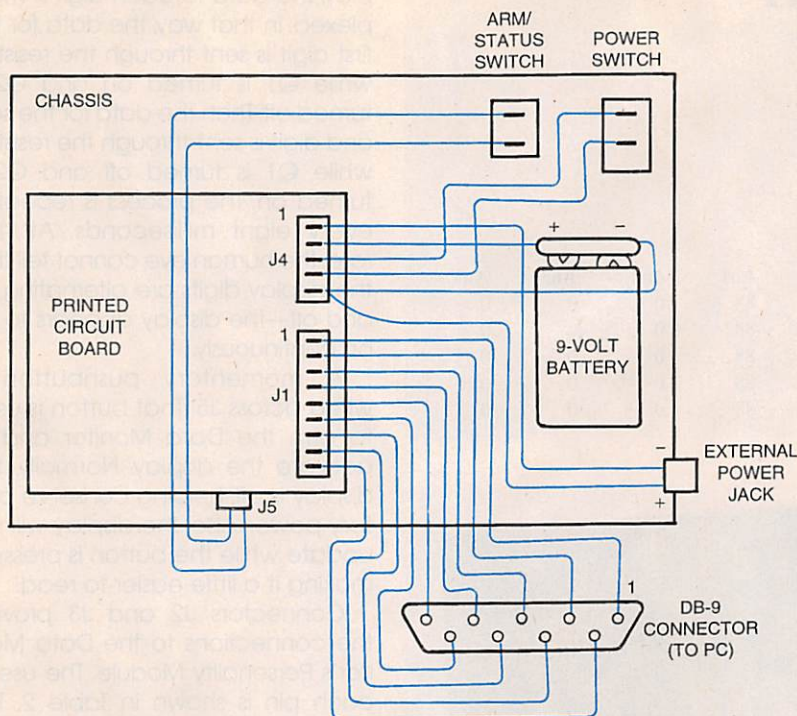 ARM/
STATUS
SWITCH
POWER
SWITCH
CHASSIS
1
J4
+ −
PRINTED
CIRCUIT
BOARD
1
J1
9-VOLT
BATTERY
−
EXTERNAL
POWER
JACK
+
J5
1
DB-9
CONNECTOR
(TO PC)